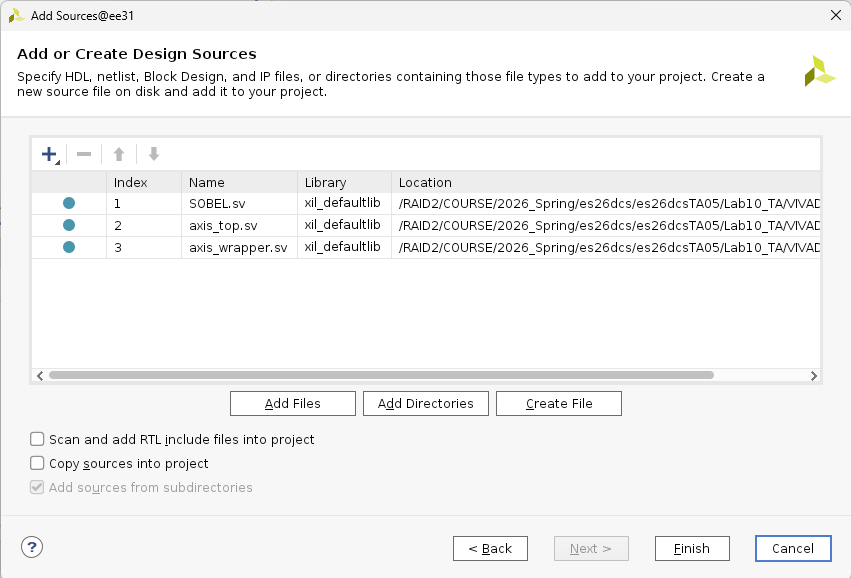 Add Sources@ee31
Add or Create Design Sources
Specify HDL, netlist, Block Design, and IP files, or directories containing those file types to add to your project. Create a
new source file on disk and add it to your project.
Index Name Library Location
1 SOBEL.sv xil_defaultlib /RAID2/COURSE/2026_Spring/es26dcs/es26dcsTA05/Lab10_TA/VIVAD
2 axis_top.sv xil_defaultlib /RAID2/COURSE/2026_Spring/es26dcs/es26dcsTA05/Lab10_TA/VIVAD
3 axis_wrapper.sv xil_defaultlib /RAID2/COURSE/2026_Spring/es26dcs/es26dcsTA05/Lab10_TA/VIVAD
Add Files Add Directories Create File
Scan and add RTL include files into project
Copy sources into project
Add sources from subdirectories
? < Back Next > Finish Cancel